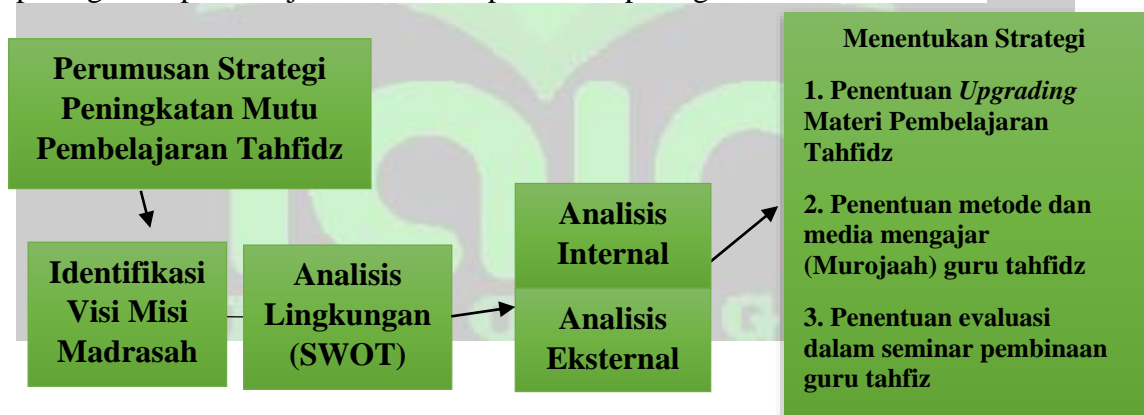 Perumusan Strategi
Peningkatan Mutu
Pembelajaran Tahfidz
Identifikasi
Visi Misi
Madrasah
Analisis
Lingkungan
(SWOT)
Analisis
Internal
Analisis
Eksternal
Menentukan Strategi
1. Penentuan Upgrading
Materi Pembelajaran
Tahfidz
2. Penentuan metode dan
media mengajar
(Murojaah) guru tahfidz
3. Penentuan evaluasi
dalam seminar pembinaan
guru tahfiz